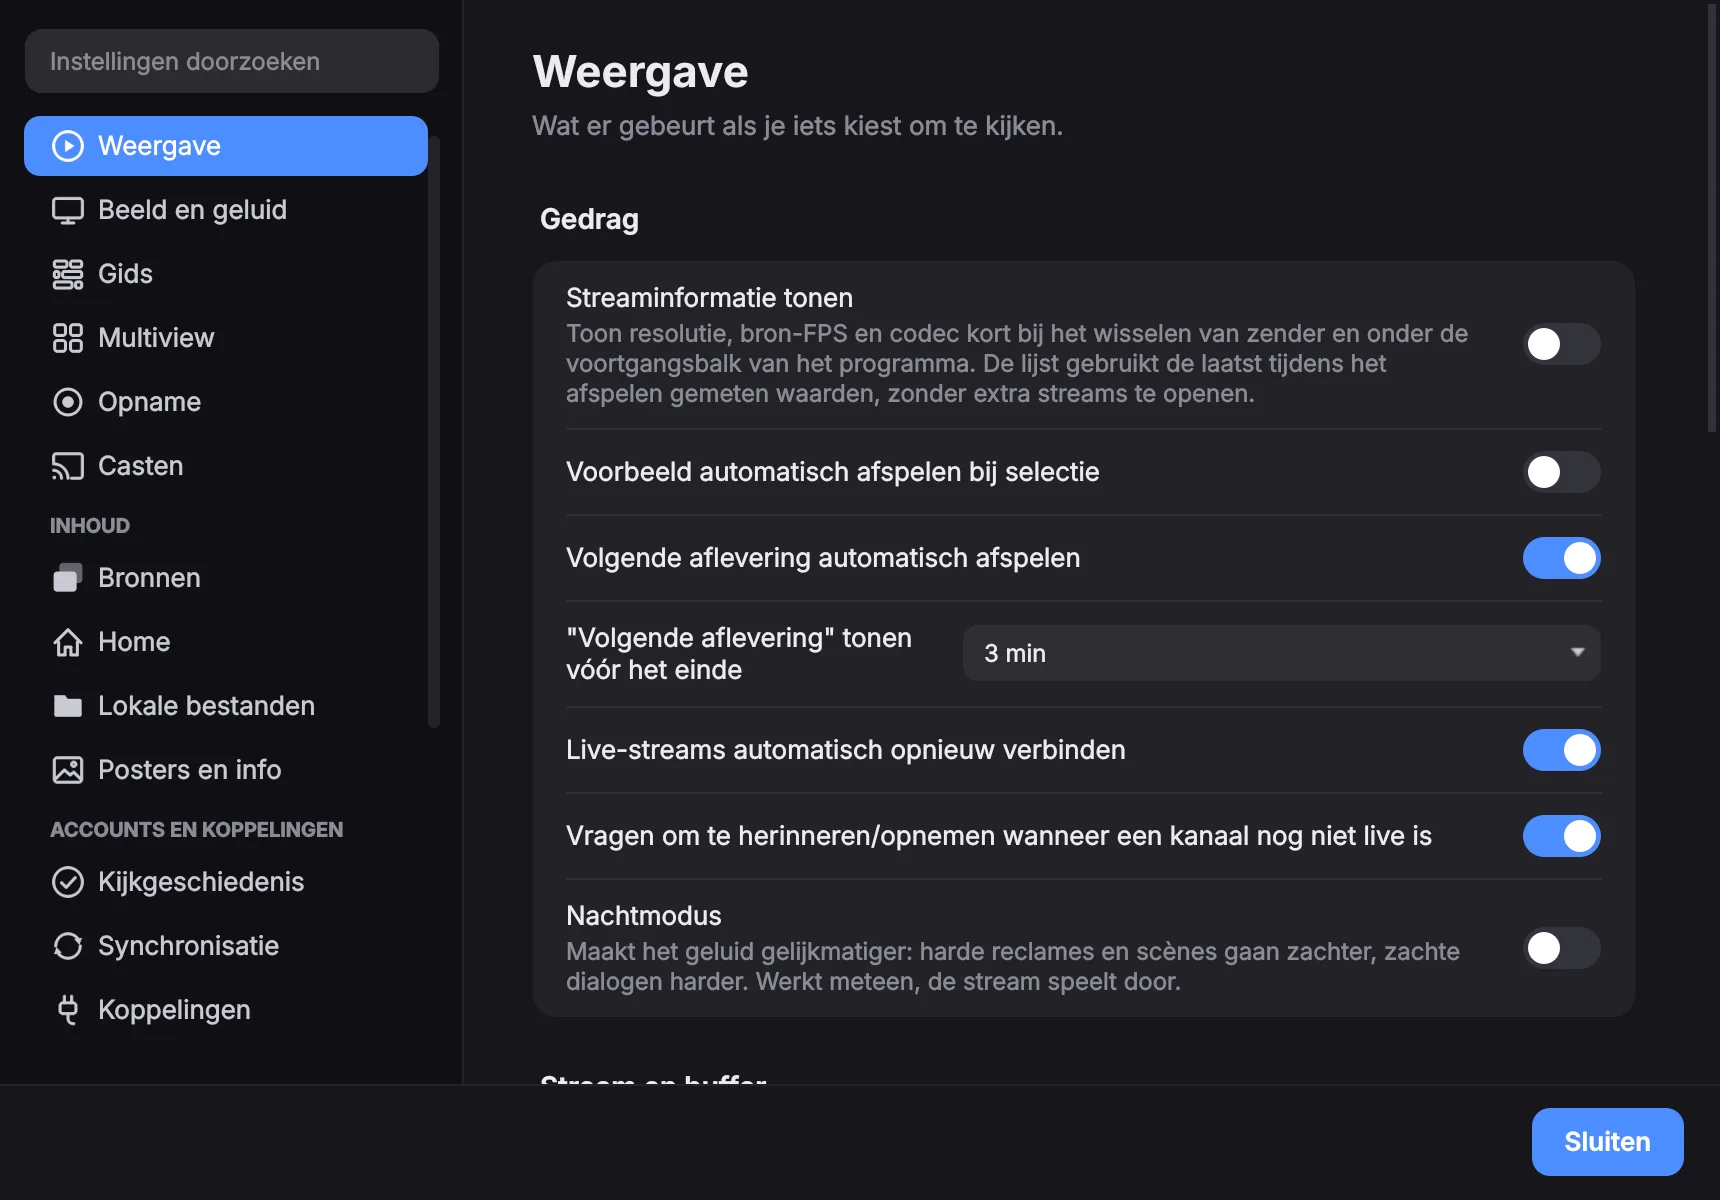 Instellingen doorzoeken
Weergave
Beeld en geluid
Gids
Multiview
Opname
Casten
INHOUD
Bronnen
Home
Lokale bestanden
Posters en info
ACCOUNTS EN KOPPELINGEN
Kijkgeschiedenis
Synchronisatie
Koppelingen
Weergave
Wat er gebeurt als je iets kiest om te kijken.
Gedrag
Streaminformatie tonen
Toon resolutie, bron-FPS en codec kort bij het wisselen van zender en onder de
voortgangsbalk van het programma. De lijst gebruikt de laatst tijdens het
afspelen gemeten waarden, zonder extra streams te openen.
Voorbeeld automatisch afspelen bij selectie
Volgende aflevering automatisch afspelen
"Volgende aflevering" tonen
vóór het einde
3 min
Live-streams automatisch opnieuw verbinden
Vragen om te herinneren/opnemen wanneer een kanaal nog niet live is
Nachtmodus
Maakt het geluid gelijkmatiger: harde reclames en scènes gaan zachter, zachte
dialogen harder. Werkt meteen, de stream speelt door.
Stream en buffer
Sluiten